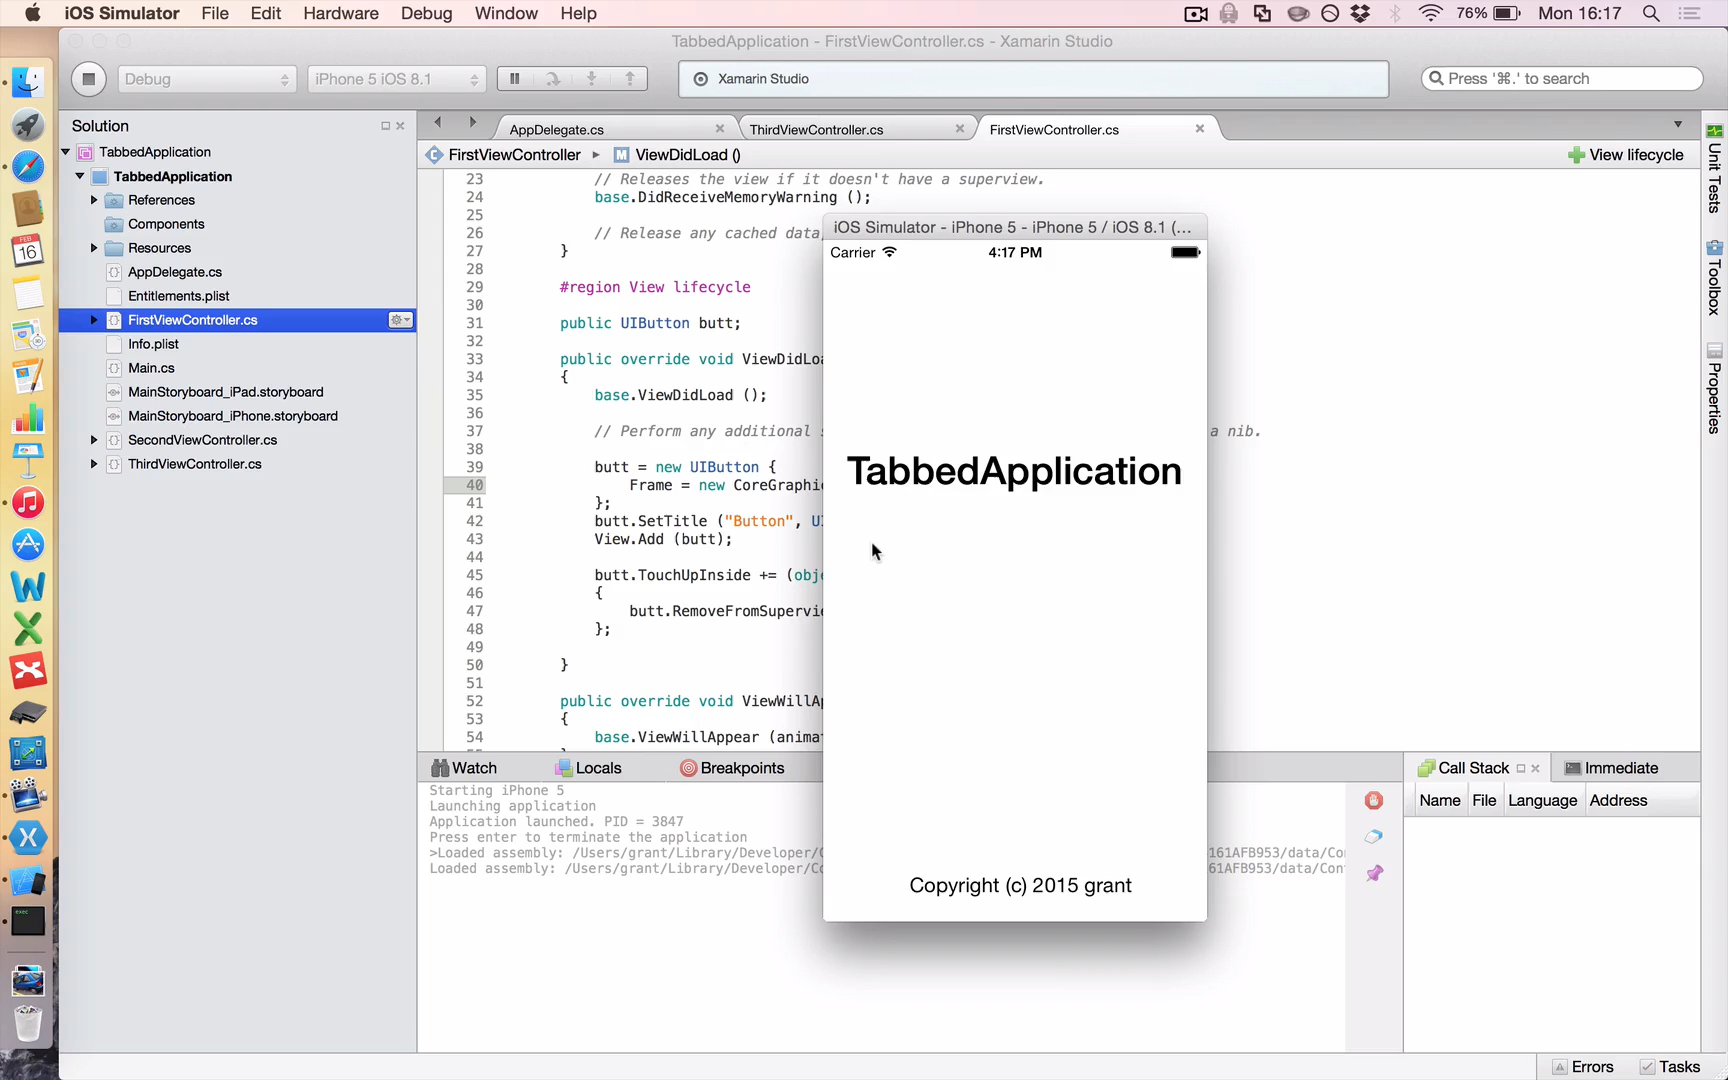 iOS Simulator File Edit Hardware Debug Window Help 76% Mon 16:17
TabbedApplication - FirstViewController.cs - Xamarin Studio
Debug iPhone 5 iOS 8.1 Xamarin Studio Press '⌘.' to search
Solution
TabbedApplication
TabbedApplication
References
Components
Resources
AppDelegate.cs
Entitlements.plist
FirstViewController.cs
Info.plist
Main.cs
MainStoryboard_iPad.storyboard
MainStoryboard_iPhone.storyboard
SecondViewController.cs
ThirdViewController.cs
FEB
16
AppDelegate.cs ThirdViewController.cs FirstViewController.cs
FirstViewController ViewDidLoad () View lifecycle
23 // Releases the view if it doesn't have a superview.
24 base.DidReceiveMemoryWarning ();
25
26 // Release any cached data,
27 }
28
29 #region View lifecycle
30
31 public UIButton butt;
32
33 public override void ViewDidLoa
34 {
35 base.ViewDidLoad ();
36
37 // Perform any additional s a nib.
38
39 butt = new UIButton {
40 Frame = new CoreGraphi
41 };
42 butt.SetTitle ("Button", UI
43 View.Add (butt);
44
45 butt.TouchUpInside += (obje
46 {
47 butt.RemoveFromSupervie
48 };
49
50 }
51
52 public override void ViewWillAp
53 {
54 base.ViewWillAppear (animat
iOS Simulator - iPhone 5 - iPhone 5 / iOS 8.1 (...
Carrier 4:17 PM
TabbedApplication
Copyright (c) 2015 grant
Unit Tests
Toolbox
Properties
Watch Locals Breakpoints
Starting iPhone 5
Launching application
Application launched. PID = 3847
Press enter to terminate the application
>Loaded assembly: /Users/grant/Library/Developer/C 161AFB953/data/Con
Loaded assembly: /Users/grant/Library/Developer/C 61AFB953/data/Con
Call Stack Immediate
Name File Language Address
Errors Tasks
exec